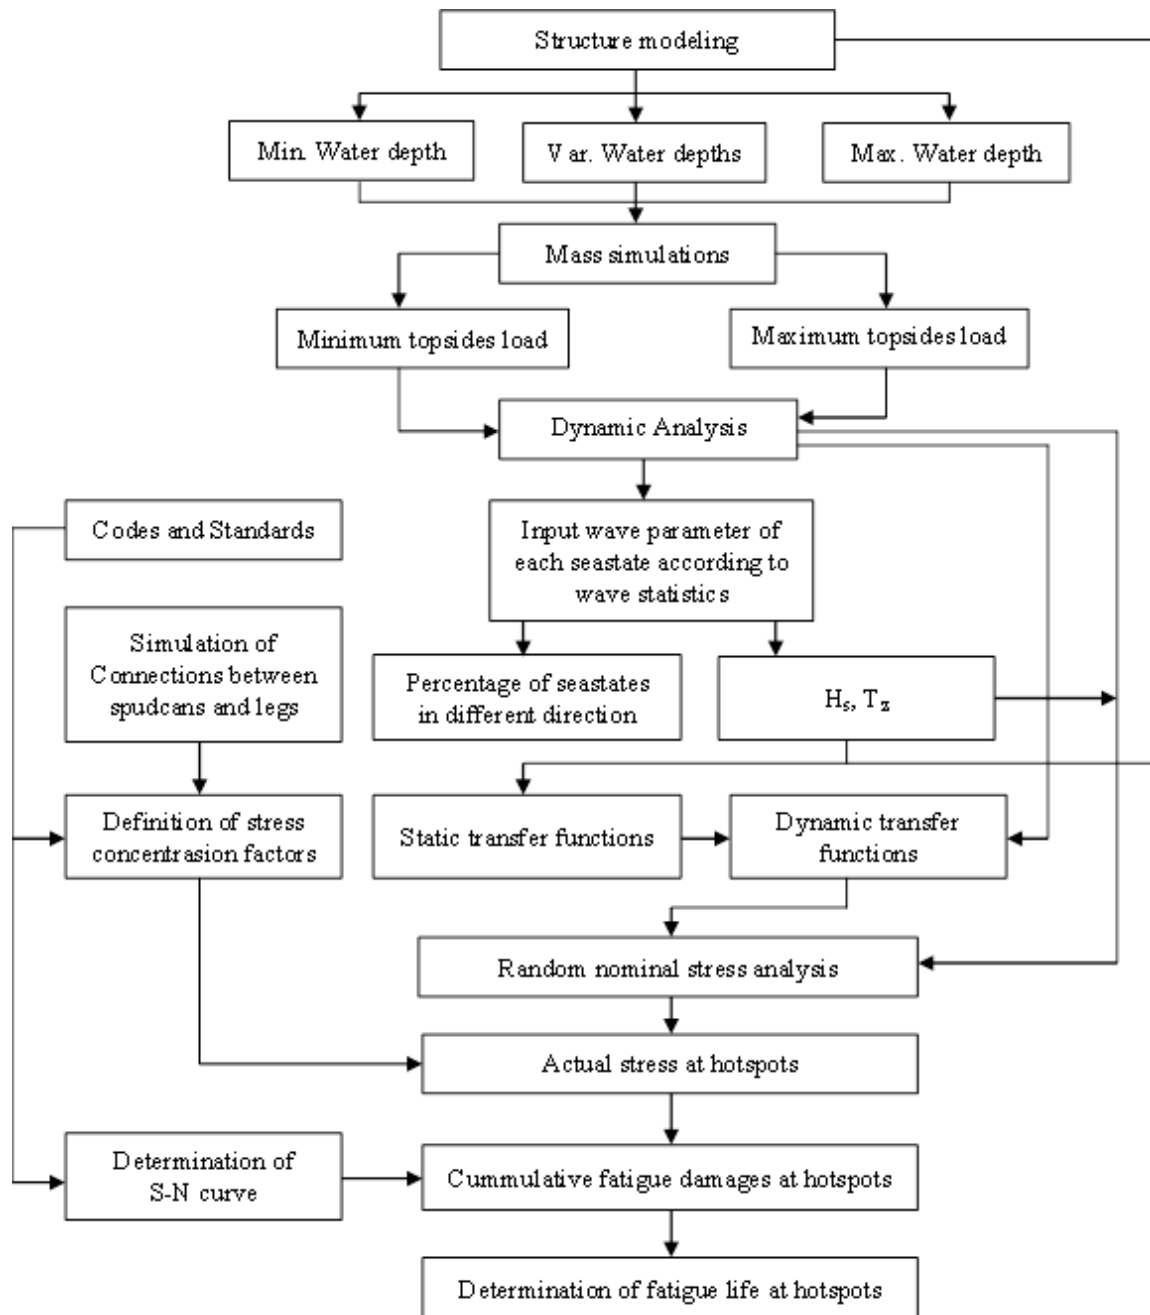 Structure modeling
Min. Water depth
Var. Water depths
Max. Water depth
Mass simulations
Minimum topsides load
Maximum topsides load
Dynamic Analysis
Codes and Standards
Input wave parameter of
each seastate according to
wave statistics
Simulation of
Connections between
spudcans and legs
Percentage of seastates
in different direction
Hs, Tz
Definition of stress
concentrasion factors
Static transfer functions
Dynamic transfer
functions
Random nominal stress analysis
Actual stress at hotspots
Determination of
S-N curve
Cummulative fatigue damages at hotspots
Determination of fatigue life at hotspots